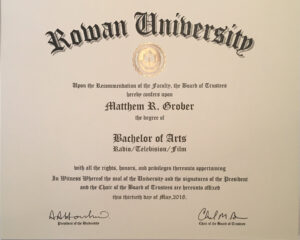 Rowan University
Upon the Recommendation of the Faculty, the Board of Trustees
hereby confers upon
Matthew R. Grober
the degree of
Bachelor of Arts
Radio/Television/Film
with all the rights, honors, and privileges thereunto appertaining
In Witness Whereof the seal of the University and the signatures of the President
and the Chair of the Board of Trustees are hereunto affixed
this thirtieth day of May, 2018.
President of the University
Chair of the Board of Trustees